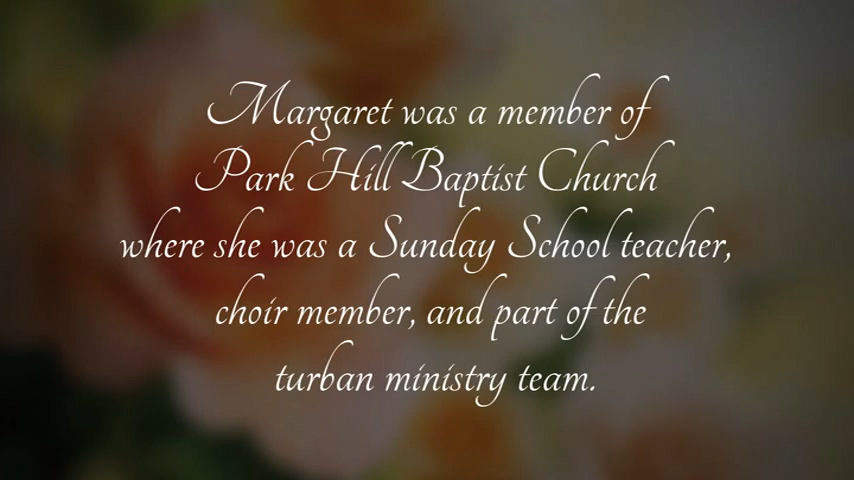 Margaret was a member of
Park Hill Baptist Church
where she was a Sunday School teacher,
choir member, and part of the
turban ministry team.